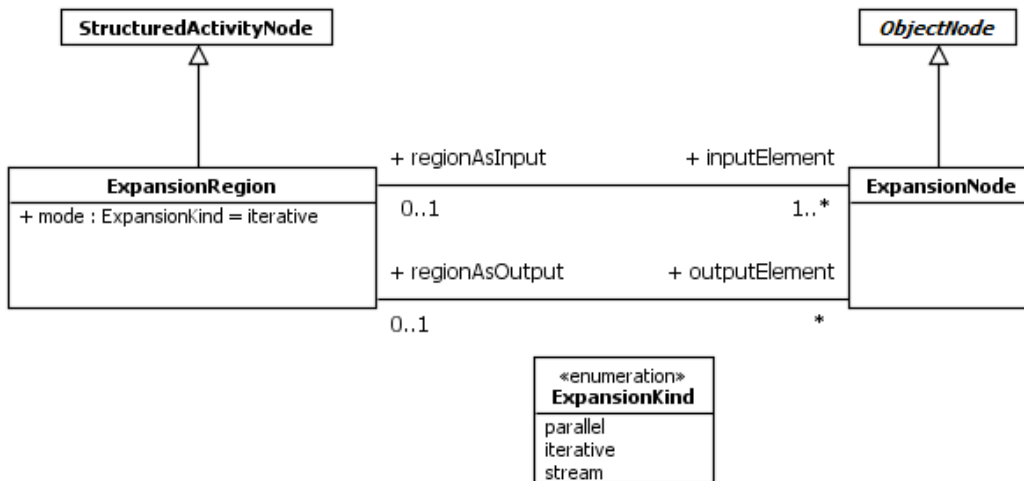 StructuredActivityNode
ObjectNode
+ regionAsInput
+ inputElement
ExpansionRegion
ExpansionNode
+ mode : ExpansionKind = iterative
0..1
1..*
+ regionAsOutput
+ outputElement
0..1
*
«enumeration»
ExpansionKind
parallel
iterative
stream